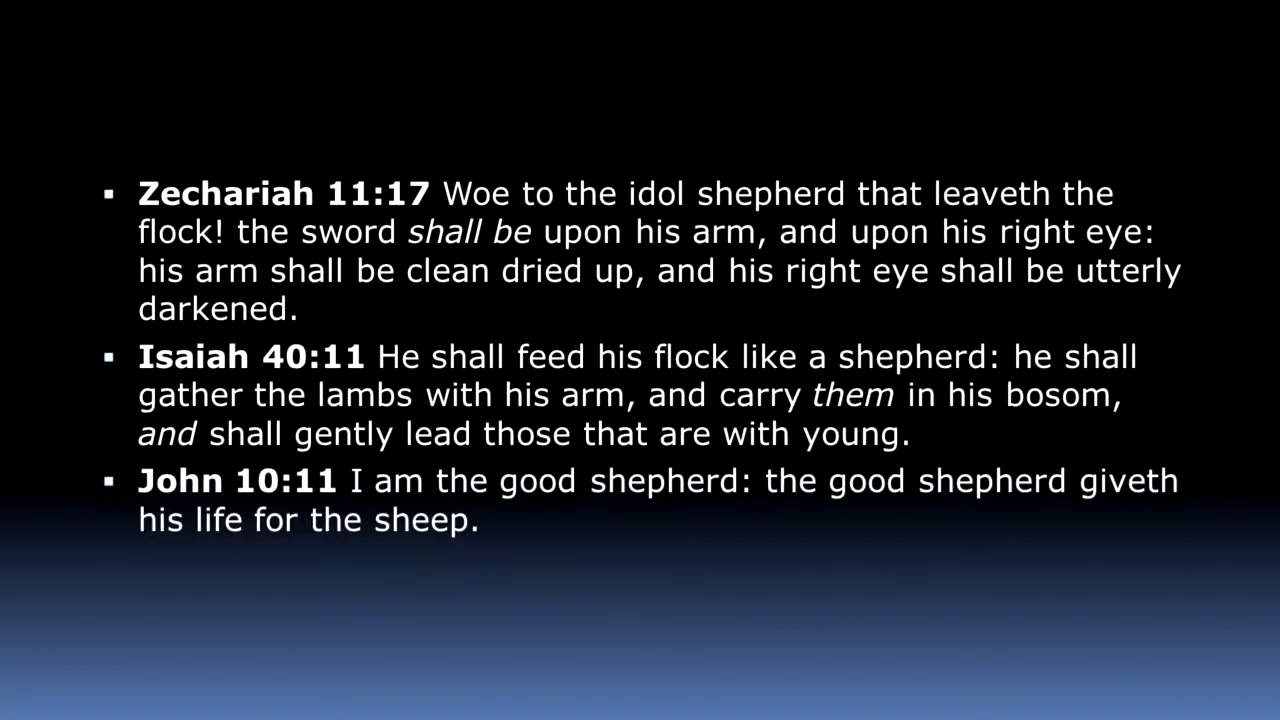 ▪ Zechariah 11:17 Woe to the idol shepherd that leaveth the
flock! the sword shall be upon his arm, and upon his right eye:
his arm shall be clean dried up, and his right eye shall be utterly
darkened.
▪ Isaiah 40:11 He shall feed his flock like a shepherd: he shall
gather the lambs with his arm, and carry them in his bosom,
and shall gently lead those that are with young.
▪ John 10:11 I am the good shepherd: the good shepherd giveth
his life for the sheep.